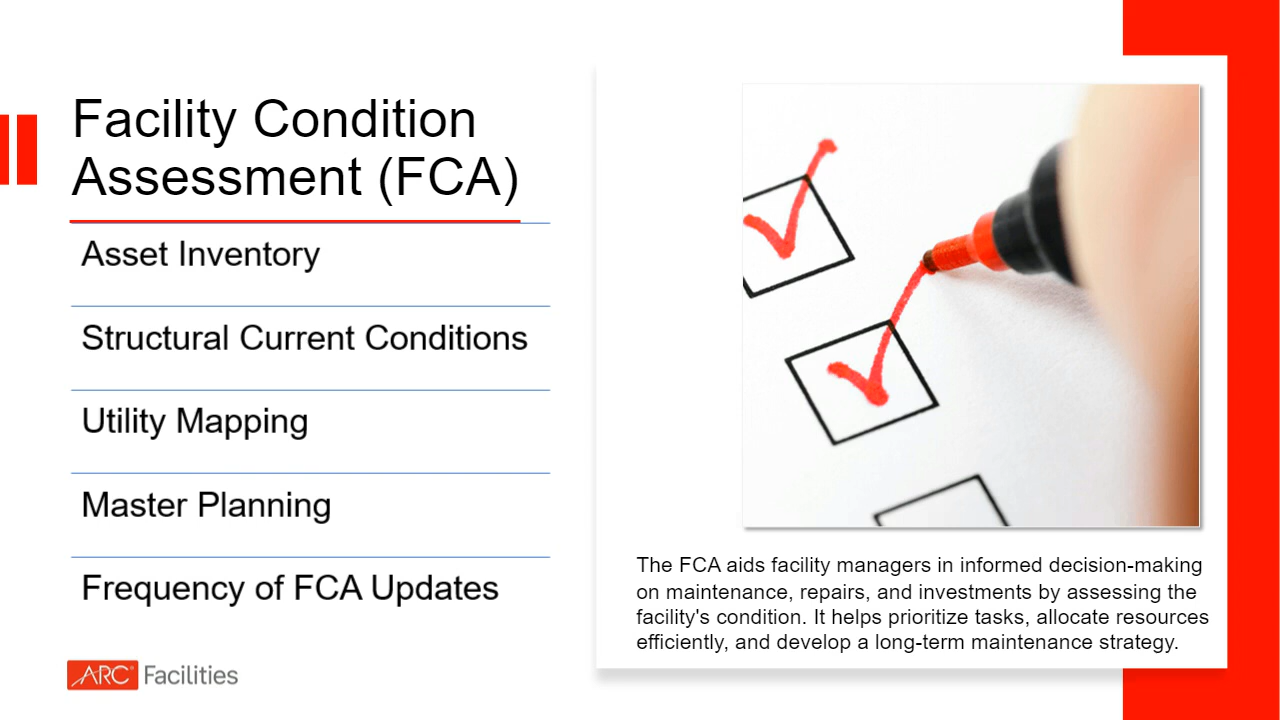 Facility Condition
Assessment (FCA)
Asset Inventory
Structural Current Conditions
Utility Mapping
Master Planning
Frequency of FCA Updates
The FCA aids facility managers in informed decision-making
on maintenance, repairs, and investments by assessing the
facility's condition. It helps prioritize tasks, allocate resources
efficiently, and develop a long-term maintenance strategy.
ARC® Facilities